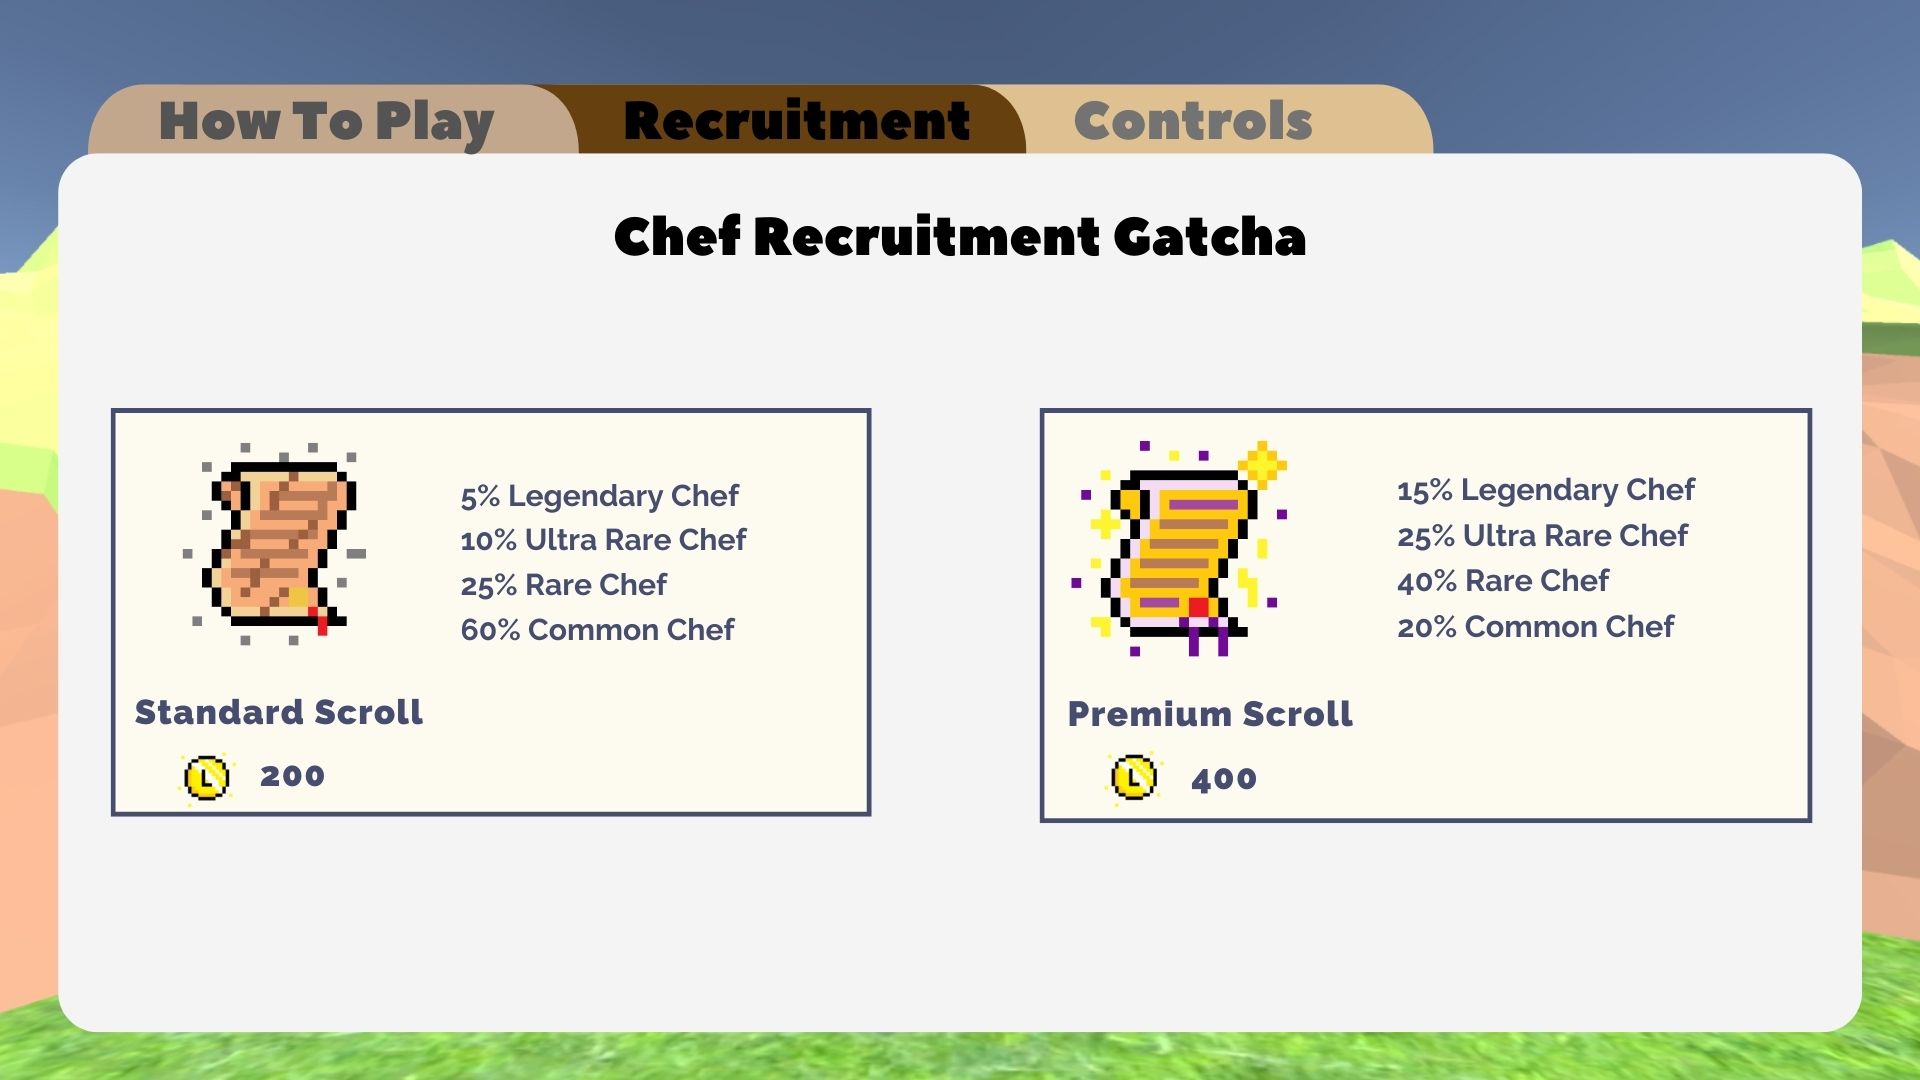 How To Play
Recruitment
Controls
Chef Recruitment Gatcha
5% Legendary Chef
10% Ultra Rare Chef
25% Rare Chef
60% Common Chef
Standard Scroll
L
200
15% Legendary Chef
25% Ultra Rare Chef
40% Rare Chef
20% Common Chef
Premium Scroll
L
400